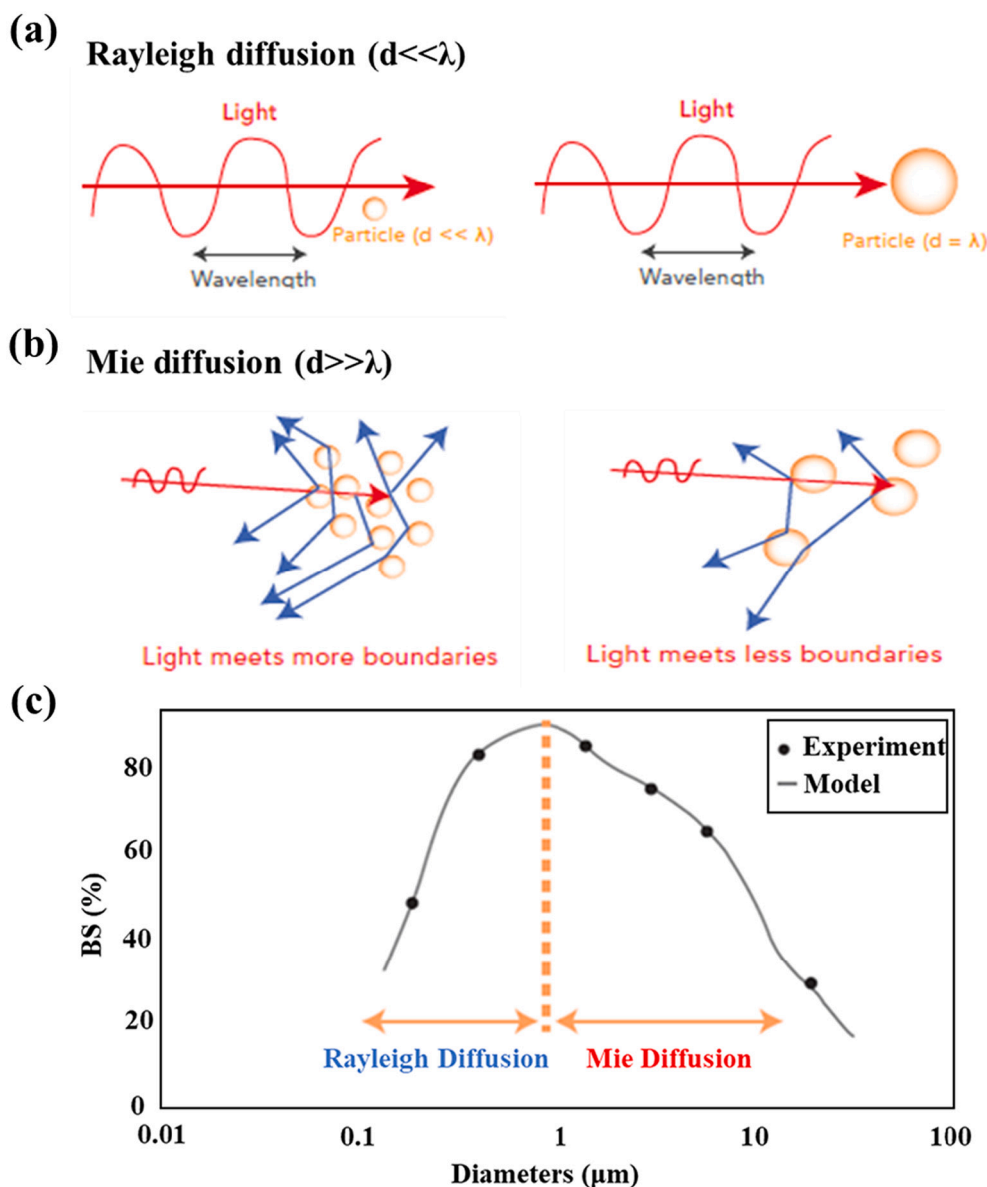 (a)
Rayleigh diffusion (d<<λ)
Light
Particle (d << λ)
Wavelength
Light
Particle (d = λ)
Wavelength
(b)
Mie diffusion (d>>λ)
Light meets more boundaries
Light meets less boundaries
(c)
Experiment
Model
BS (%)
80
60
40
20
0
Rayleigh Diffusion
Mie Diffusion
0.01
0.1
1
10
100
Diameters (μm)